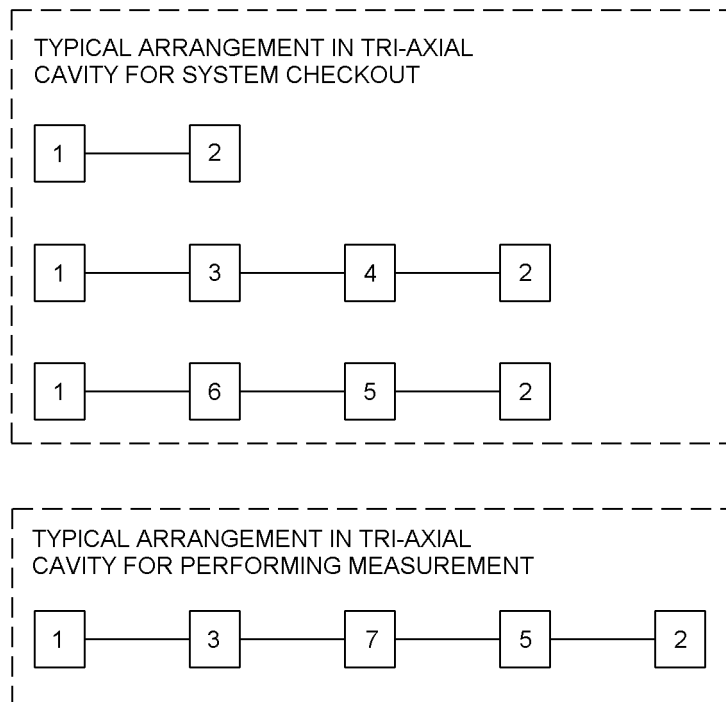 TYPICAL ARRANGEMENT IN TRI-AXIAL
CAVITY FOR SYSTEM CHECKOUT
1 2
1 3 4 2
1 6 5 2
TYPICAL ARRANGEMENT IN TRI-AXIAL
CAVITY FOR PERFORMING MEASUREMENT
1 3 7 5 2